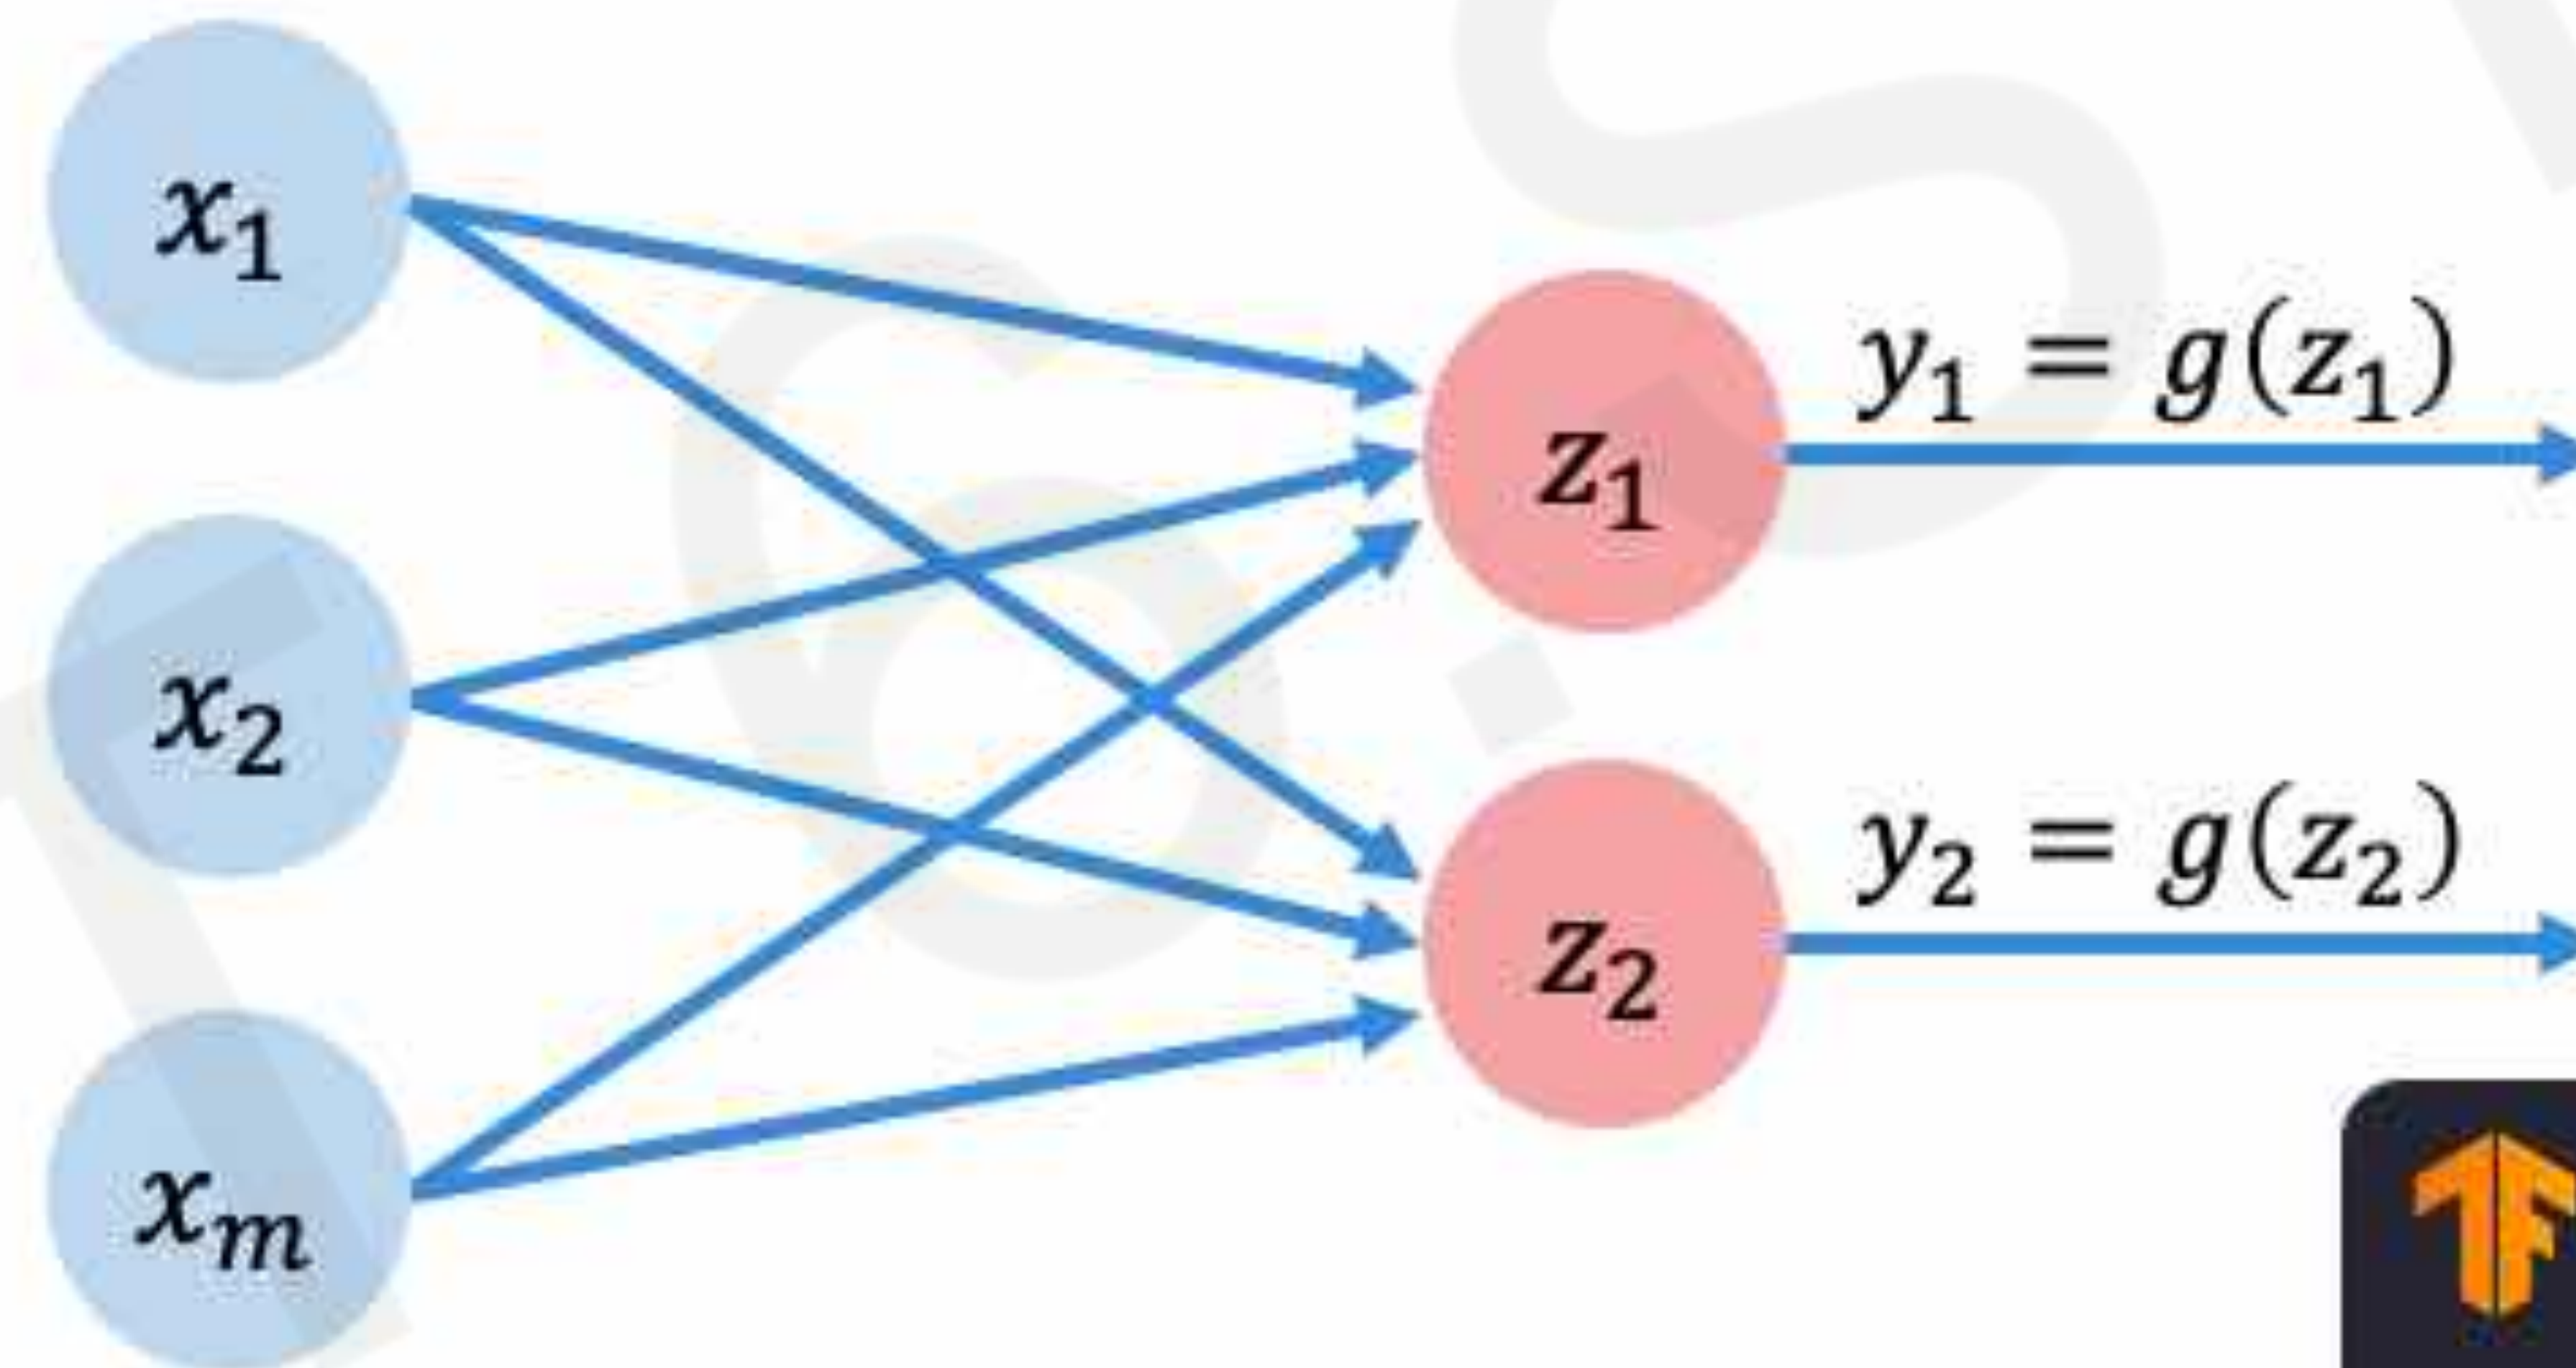 x₁
x₂
xₘ
z₁
z₂
y₁ = g(z₁)
y₂ = g(z₂)